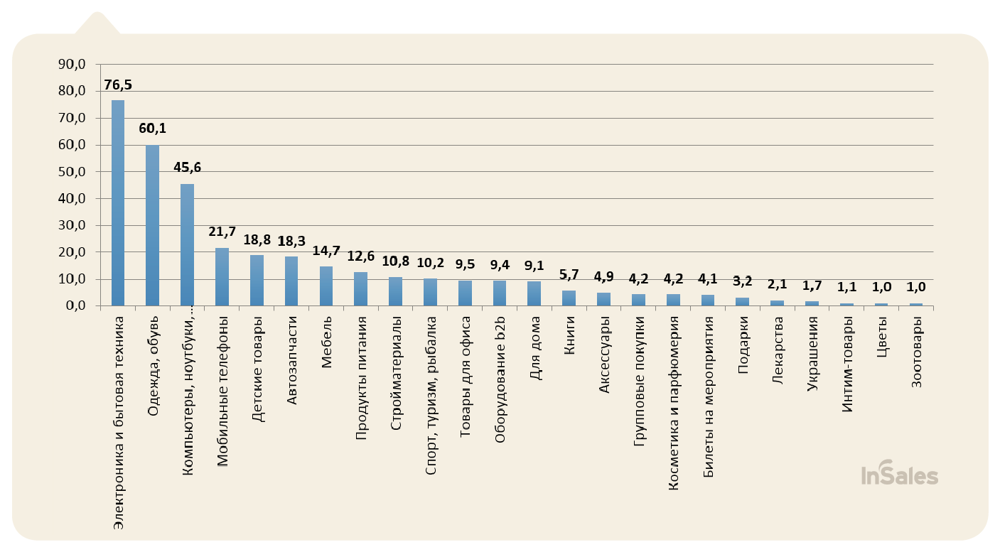 90,0
80,0
70,0
60,0
50,0
40,0
30,0
20,0
10,0
0,0
76,5
60,1
45,6
21,7
18,8
18,3
14,7
12,6
10,8
10,2
9,5
9,4
9,1
5,7
4,9
4,2
4,2
4,1
3,2
2,1
1,7
1,1
1,0
1,0
Электроника и бытовая техника
Одежда, обувь
Компьютеры, ноутбуки,…
Мобильные телефоны
Детские товары
Автозапчасти
Мебель
Продукты питания
Стройматериалы
Спорт, туризм, рыбалка
Товары для офиса
Оборудование b2b
Для дома
Книги
Аксессуары
Групповые покупки
Косметика и парфюмерия
Билеты на мероприятия
Подарки
Лекарства
Украшения
Интим-товары
Цветы
Зоотовары
InSales